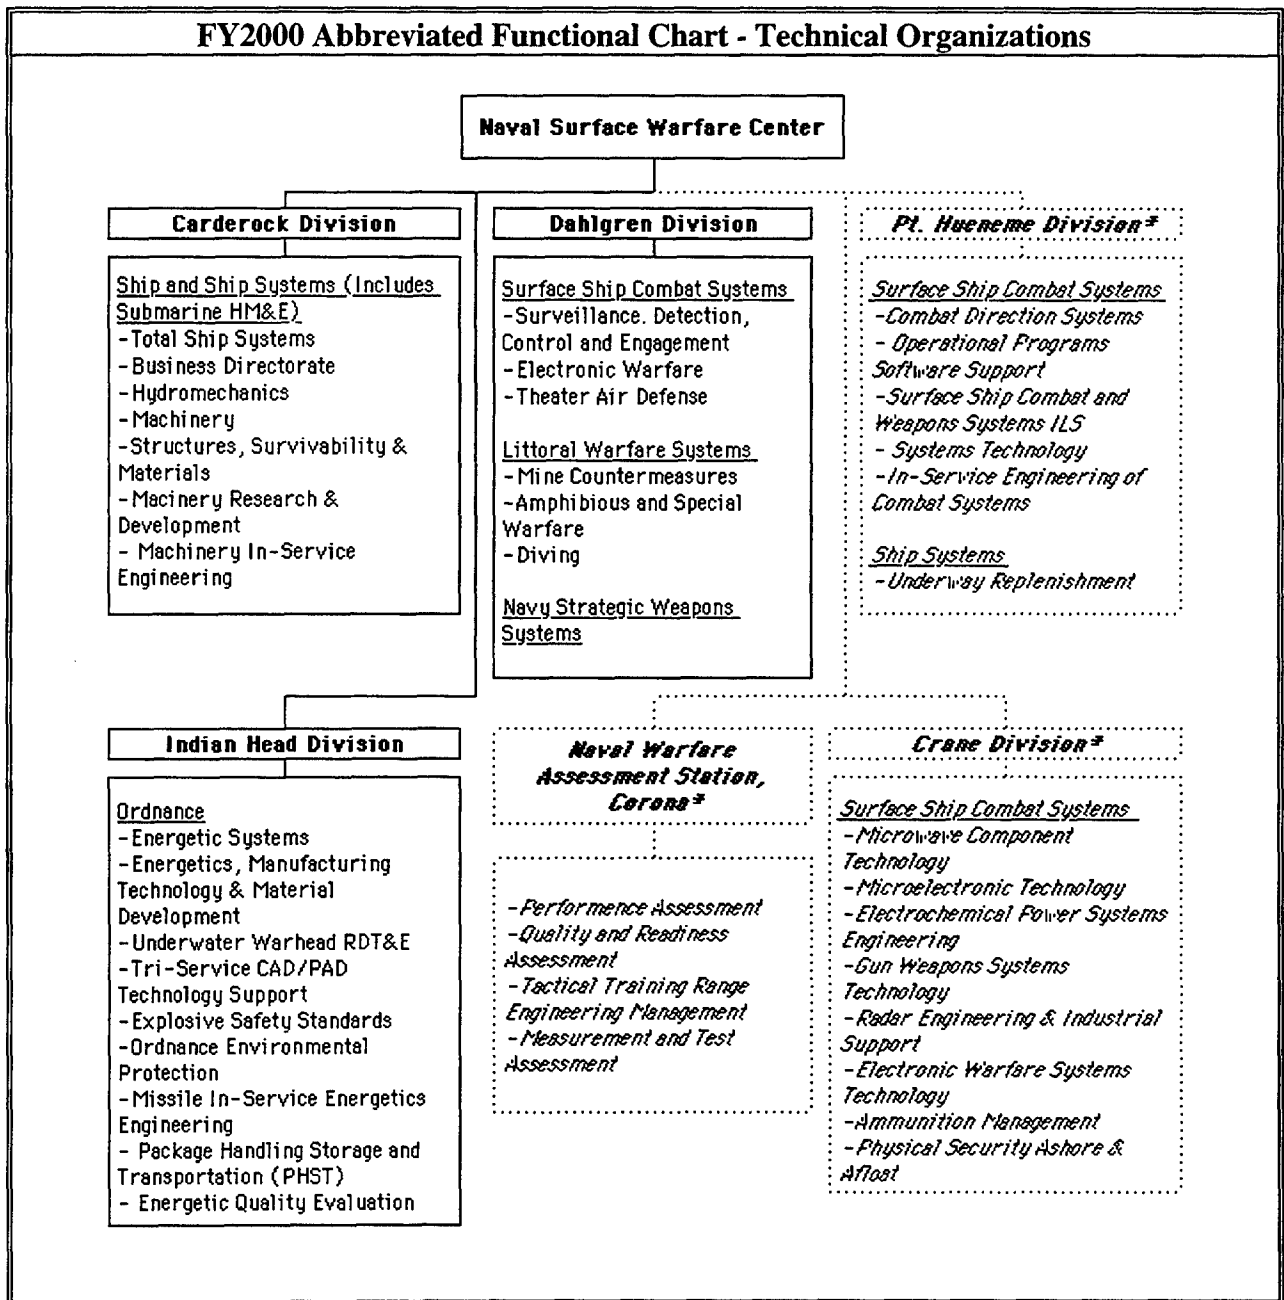 FY2000 Abbreviated Functional Chart - Technical Organizations
Naval Surface Warfare Center
Carderock Division
Ship and Ship Systems (Includes
Submarine HM&E)
-Total Ship Systems
-Business Directorate
-Hydromechanics
-Machinery
-Structures, Survivability &
Materials
-Macinery Research &
Development
- Machinery In-Service
Engineering
Dahlgren Division
Surface Ship Combat Systems
-Surveillance. Detection,
Control and Engagement
-Electronic Warfare
-Theater Air Defense
Littoral Warfare Systems
-Mine Countermeasures
-Amphibious and Special
Warfare
-Diving
Navy Strategic Weapons
Systems
Pt. Hueneme Division*
Surface Ship Combat Systems
-Combat Direction Systems
- Operational Programs
Software Support
-Surface Ship Combat and
Weapons Systems ILS
- Systems Technology
-In-Service Engineering of
Combat Systems
Ship Systems
-Underway Replenishment
Indian Head Division
Ordnance
-Energetic Systems
-Energetics, Manufacturing
Technology & Material
Development
-Underwater Warhead RDT&E
-Tri-Service CAD/PAD
Technology Support
-Explosive Safety Standards
-Ordnance Environmental
Protection
-Missile In-Service Energetics
Engineering
- Package Handling Storage and
Transportation (PHST)
- Energetic Quality Evaluation
Naval Warfare
Assessment Station,
Corona*
-Performence Assessment
-Quality and Readiness
Assessment
-Tactical Training Range
Engineering Management
-Measurement and Test
Assessment
Crane Division*
Surface Ship Combat Systems
-Microwave Component
Technology
-Microelectronic Technology
-Electrochemical Power Systems
Engineering
-Gun Weapons Systems
Technology
-Radar Engineering & Industrial
Support
-Electronic Warfare Systems
Technology
-Ammunition Management
-Physical Security Ashore &
Afloat